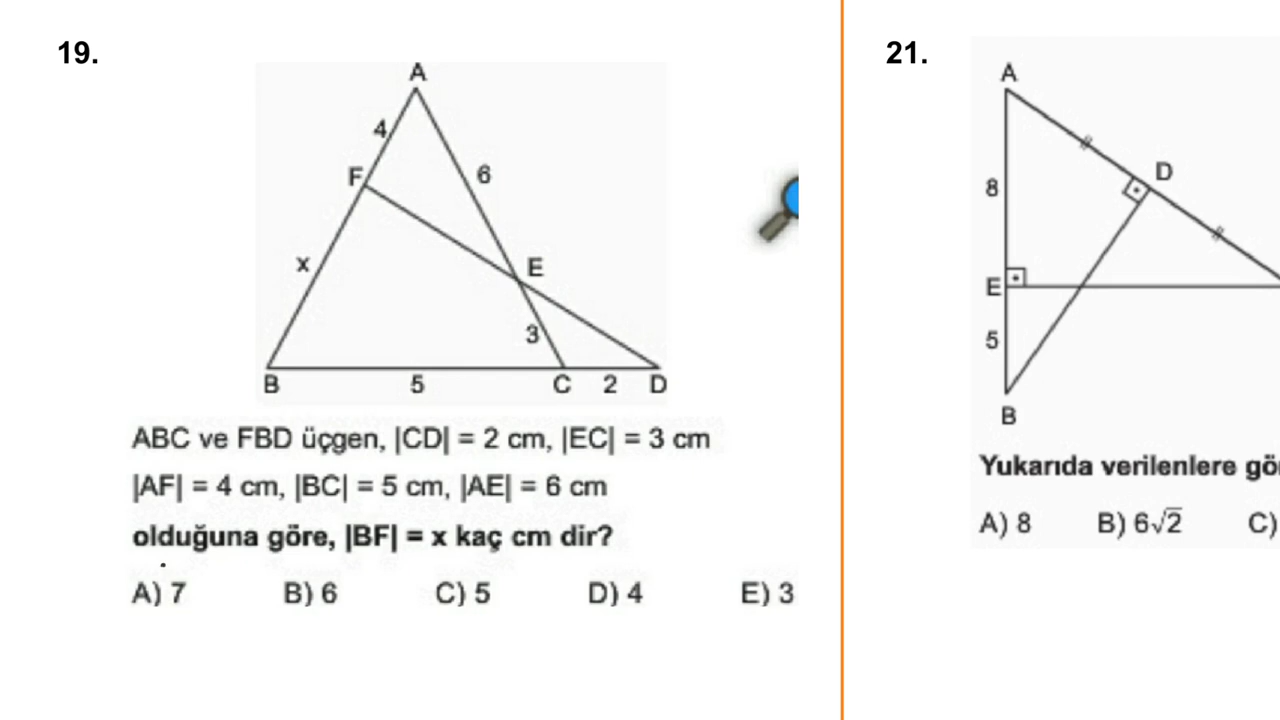 19.
A
4
6
F
x
E
3
B 5 C 2 D
ABC ve FBD üçgen, |CD| = 2 cm, |EC| = 3 cm
|AF| = 4 cm, |BC| = 5 cm, |AE| = 6 cm
olduğuna göre, |BF| = x kaç cm dir?
A) 7 B) 6 C) 5 D) 4 E) 3
21.
A
D
8
E
5
B
Yukarıda verilenlere gö
A) 8 B) 6√2 C)